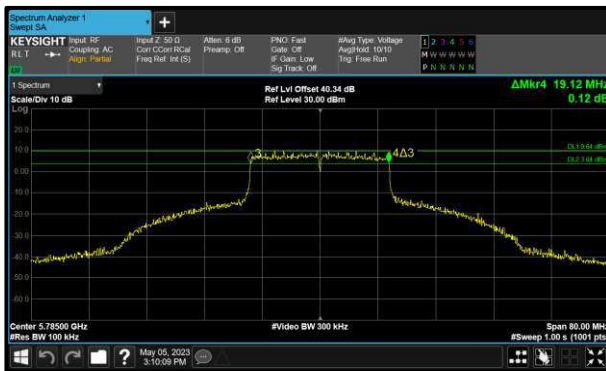 Spectrum Analyzer 1
Swept SA
KEYSIGHT
RLT
Input: RF
Coupling: AC
Align: Partial
Input Z: 50 Ω
Corr CCorr RCal
Freq Ref: Int (S)
Atten: 6 dB
Preamp: Off
PNO: Fast
Gate: Off
IF Gain: Low
Sig Track: Off
#Avg Type: Voltage
Avg|Hold: 10/10
Trig: Free Run
1 2 3 4 5 6
M W W W W W
P N N N N N
1 Spectrum
Scale/Div 10 dB
Log
Ref Lvl Offset 40.34 dB
Ref Level 30.00 dBm
ΔMkr4 19.12 MHz
0.12 dB
20.0
10.0
0.00
-10.0
-20.0
-30.0
-40.0
-50.0
-60.0
3
4Δ3
Center 5.78500 GHz
#Res BW 100 kHz
#Video BW 300 kHz
Span 80.00 MHz
#Sweep 1.00 s (1001 pts)
?
May 05, 2023
3:10:09 PM